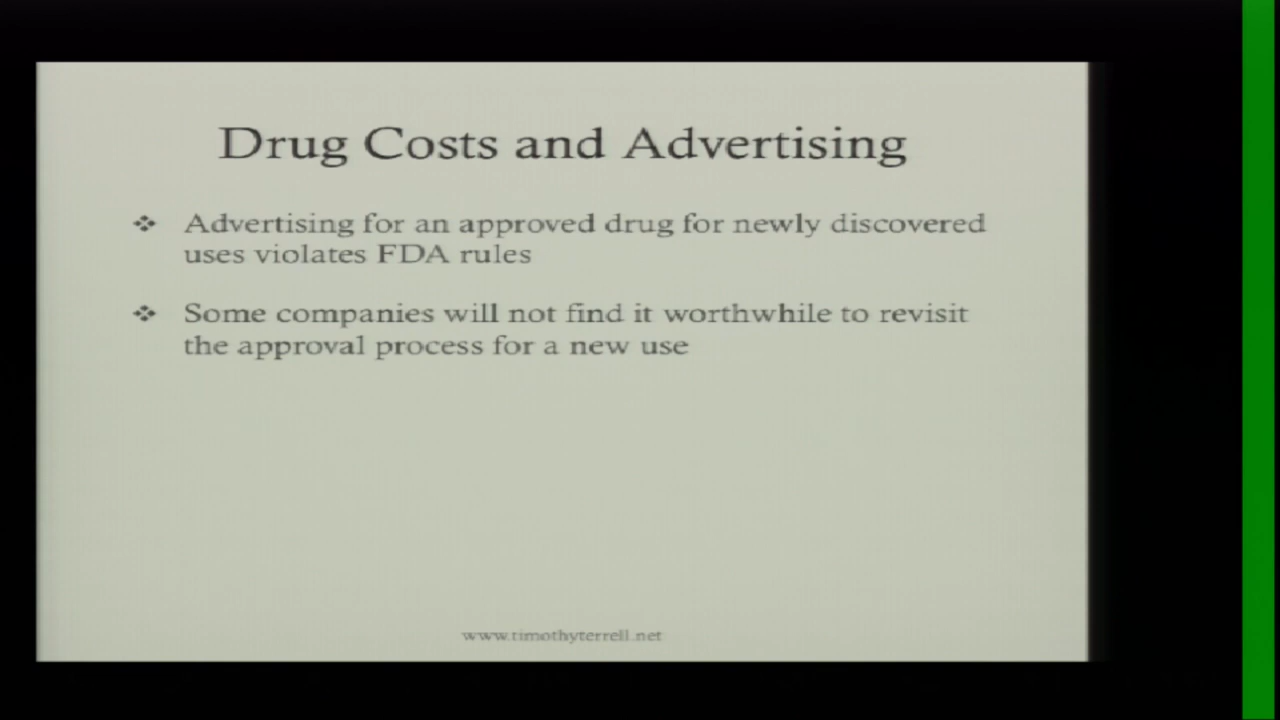 Drug Costs and Advertising
❖ Advertising for an approved drug for newly discovered
uses violates FDA rules
❖ Some companies will not find it worthwhile to revisit
the approval process for a new use
www.timothyterrell.net